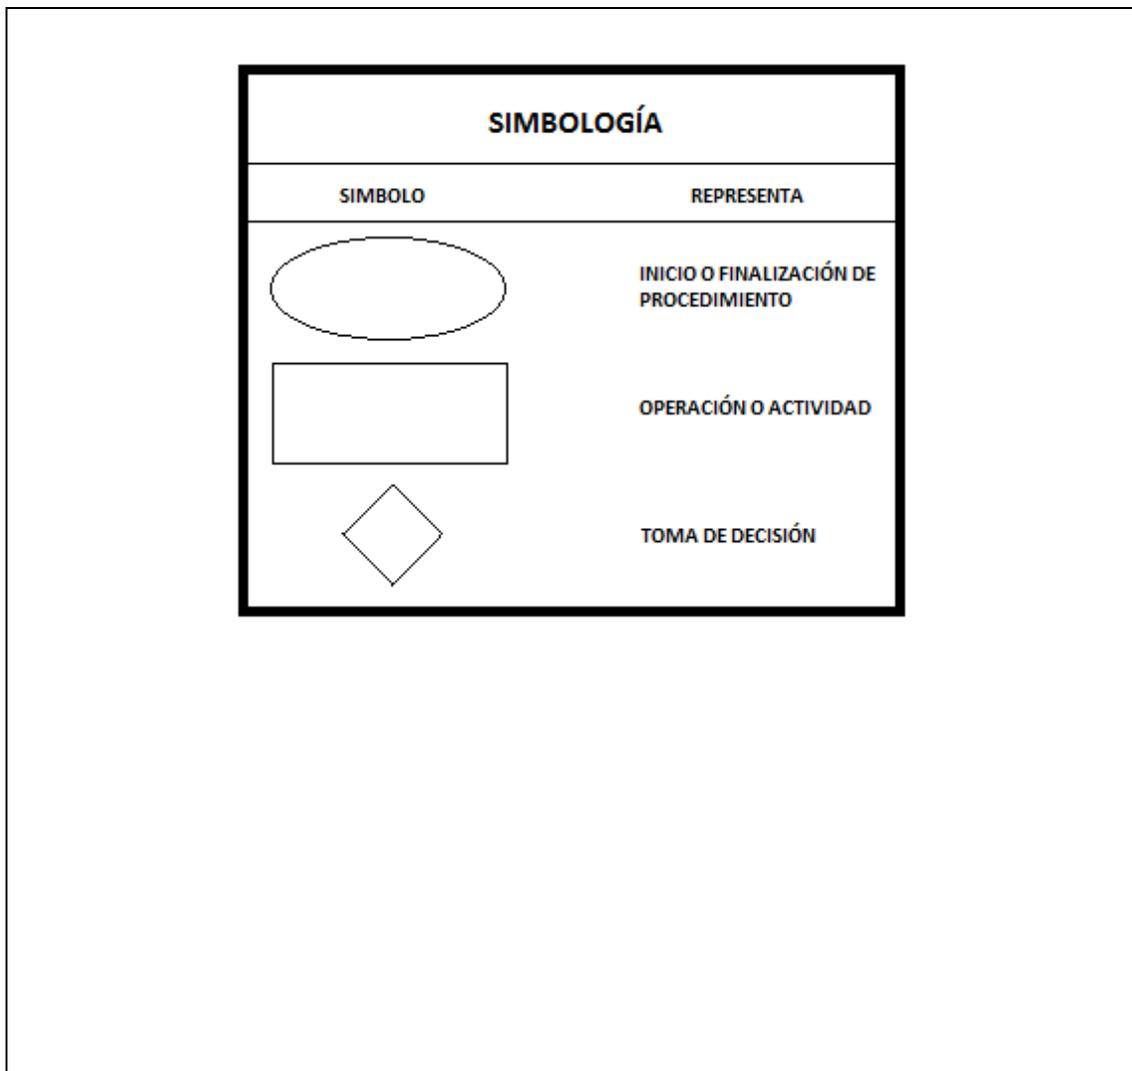 SIMBOLOGÍA
SIMBOLO REPRESENTA
INICIO O FINALIZACIÓN DE
PROCEDIMIENTO
OPERACIÓN O ACTIVIDAD
TOMA DE DECISIÓN